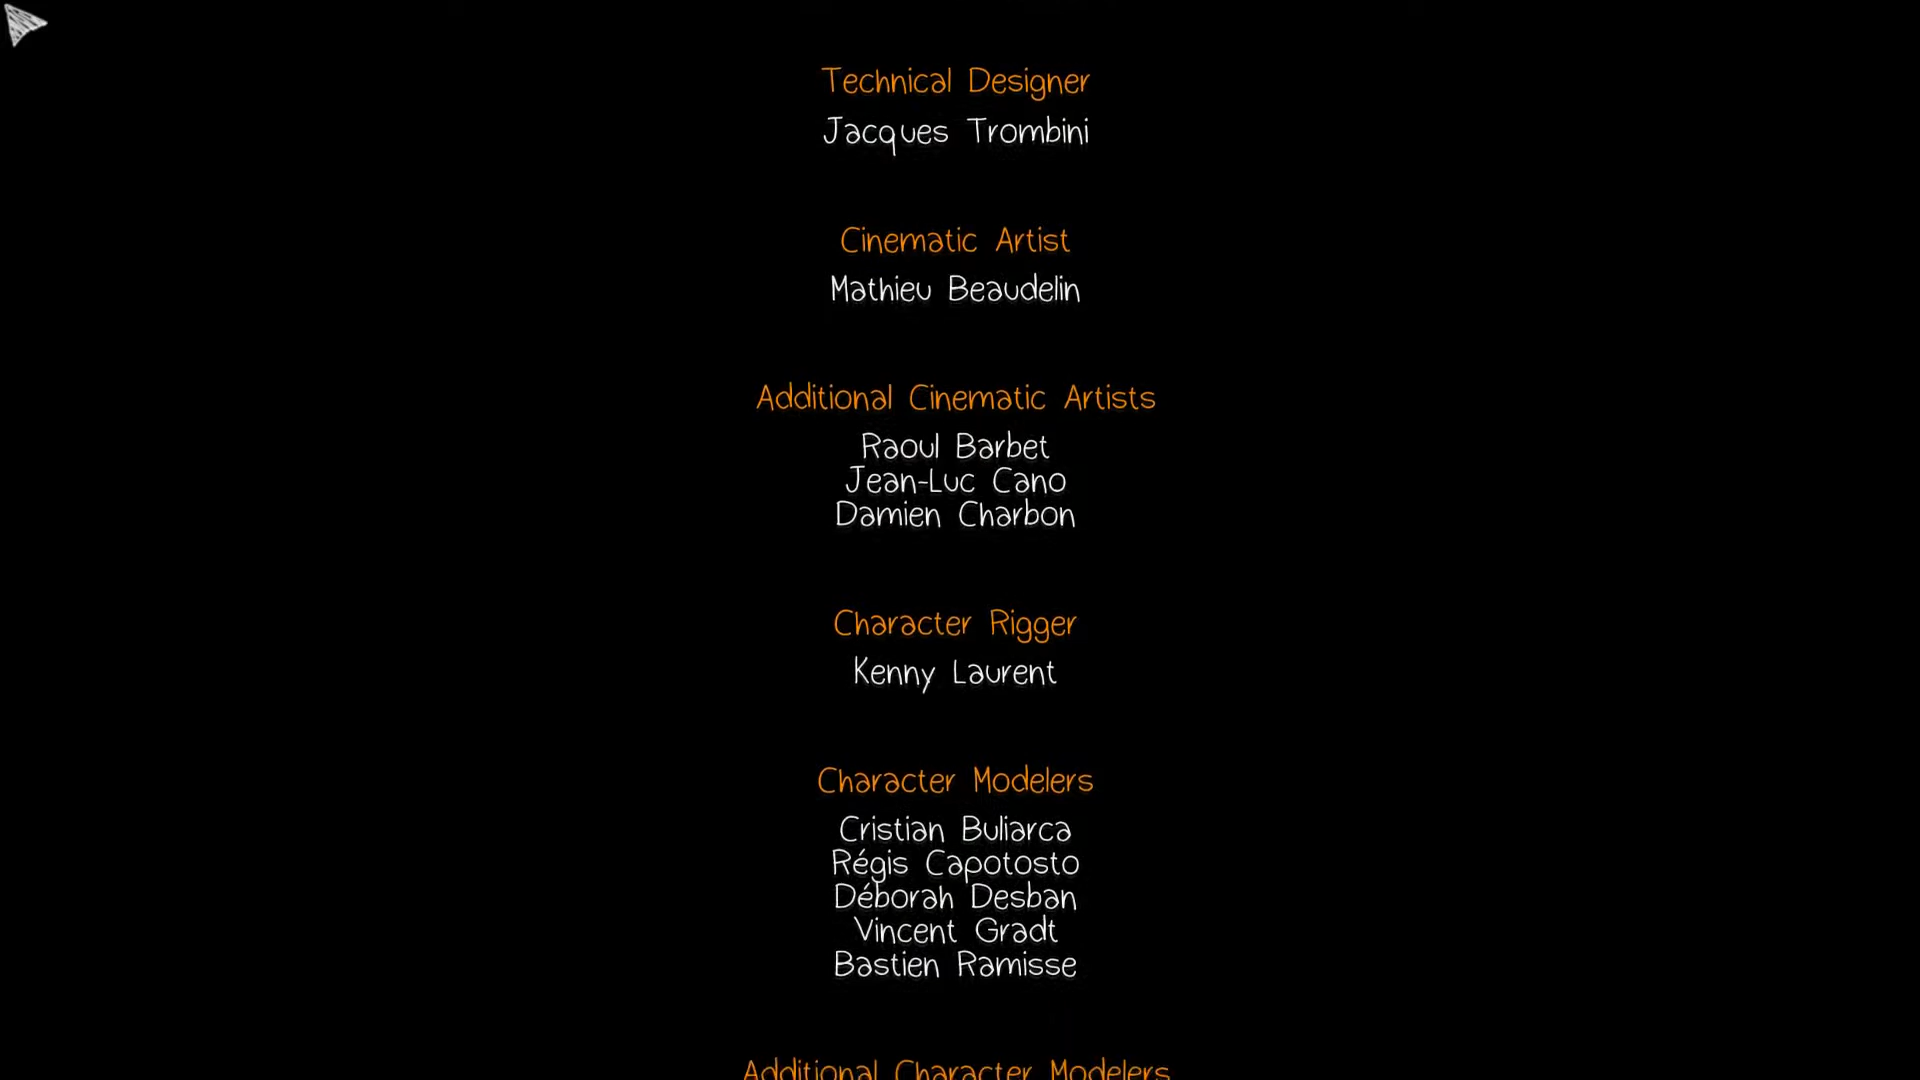 Technical Designer
Jacques Trombini
Cinematic Artist
Mathieu Beaudelin
Additional Cinematic Artists
Raoul Barbet
Jean-Luc Cano
Damien Charbon
Character Rigger
Kenny Laurent
Character Modelers
Cristian Buliarca
Régis Capotosto
Déborah Desban
Vincent Gradt
Bastien Ramisse
Additional Character Modelers